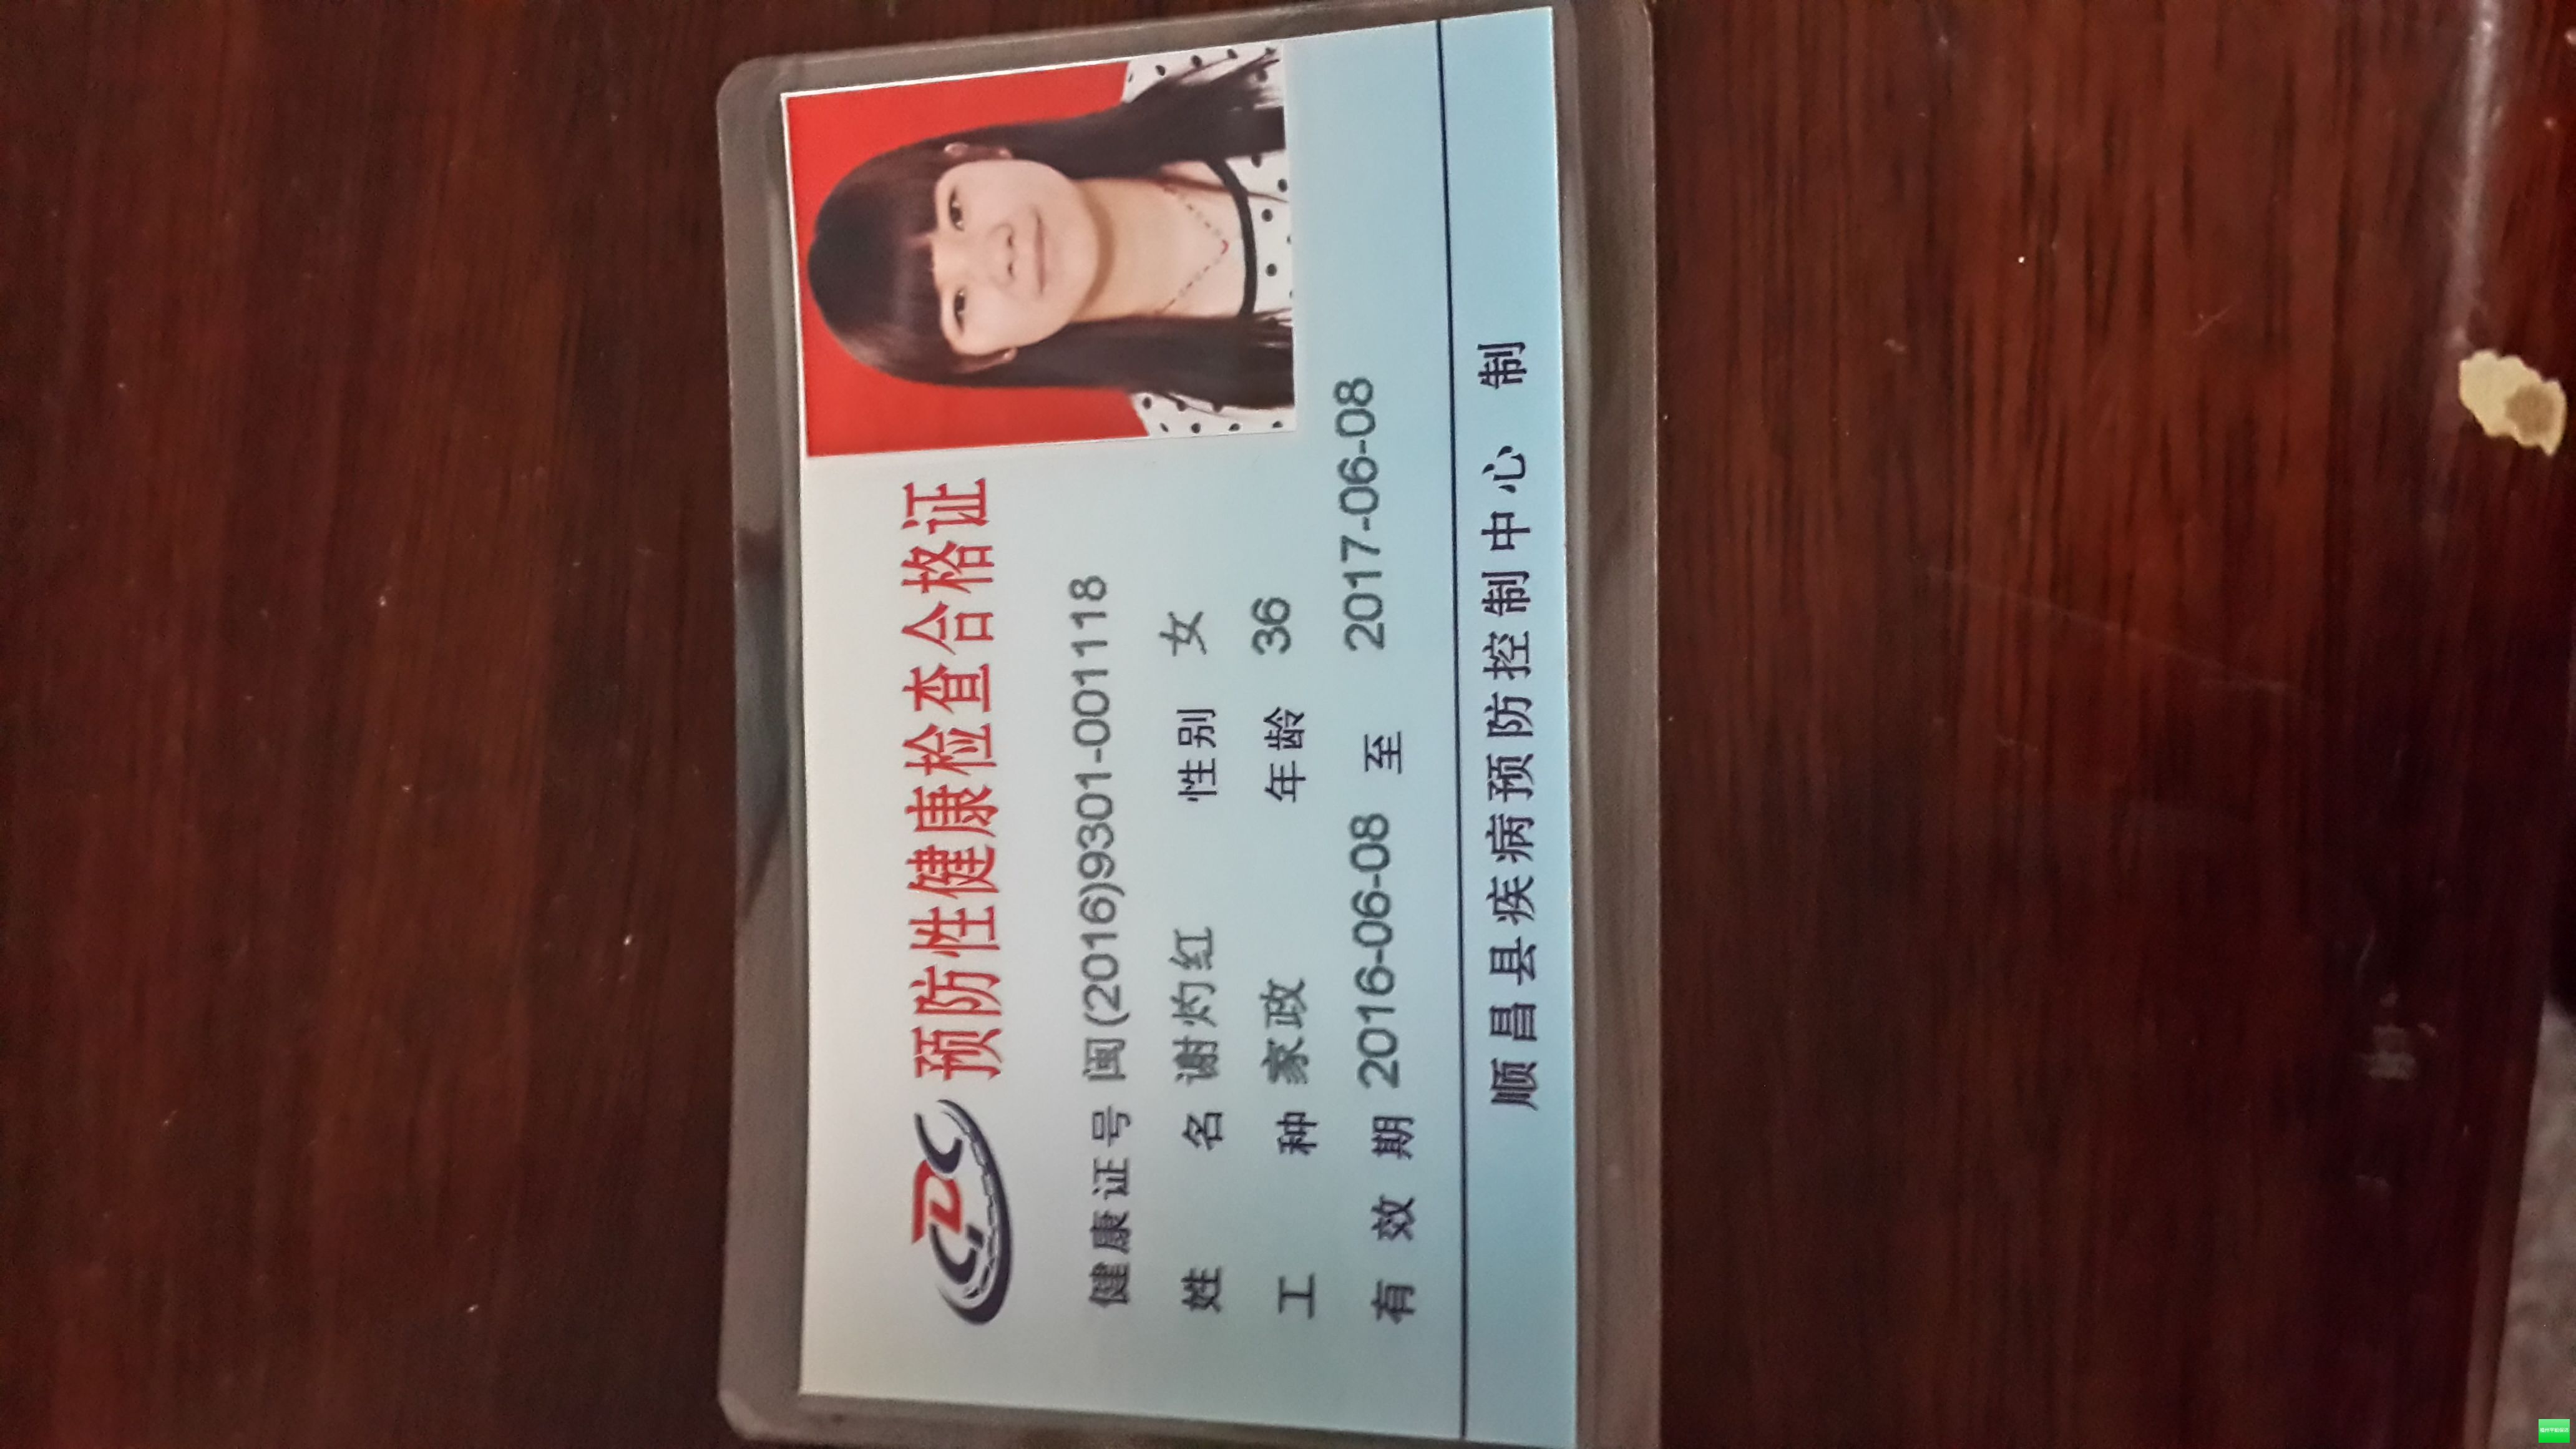 CDC 预防性健康检查合格证
健康证号 闽(2016)9301-001118
姓名 谢灼红 性别 女
工种 家政 年龄 36
有效期 2016-06-08 至 2017-06-08
顺昌县疾病预防控制中心 制